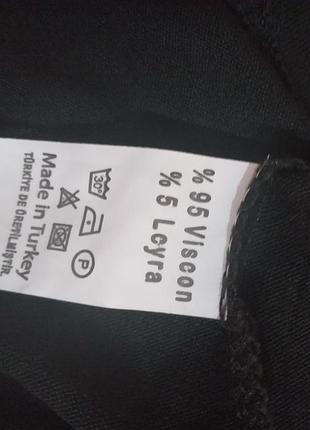 % 95 Viscon
% 5 Lcyra
30°
P
Made in Turkey
TÜRKİYE DE ÜRETİLMİŞTİR.